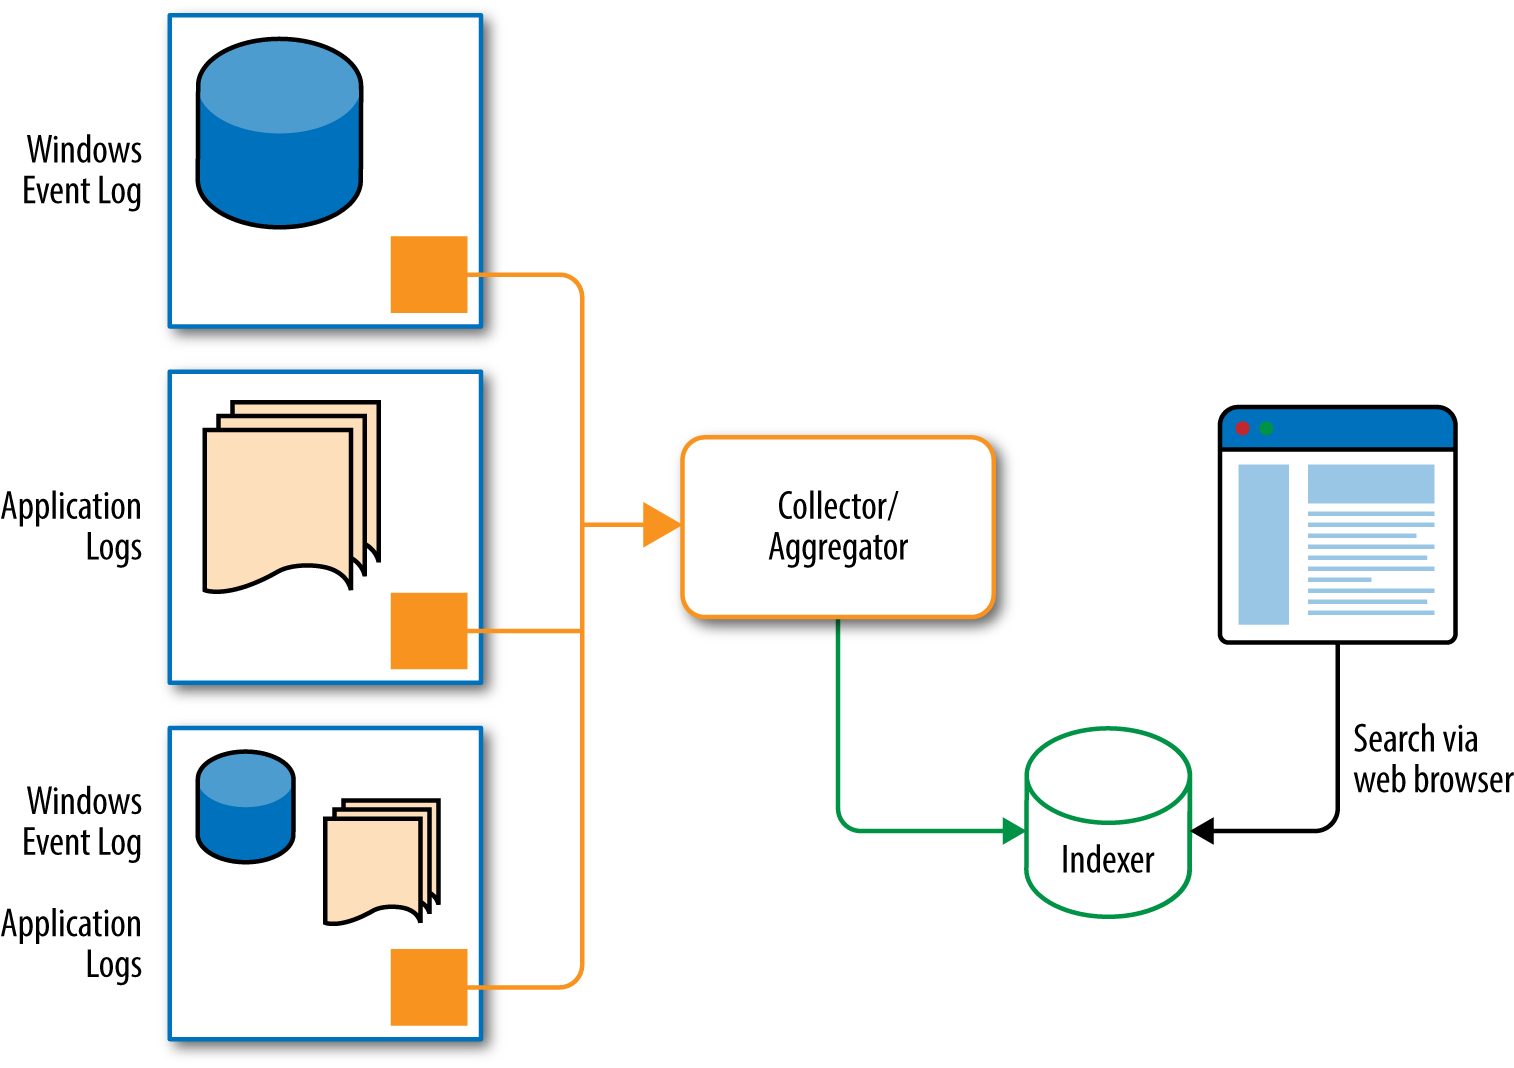 Windows
Event Log
Application
Logs
Windows
Event Log
Application
Logs
Collector/
Aggregator
Indexer
Search via
web browser